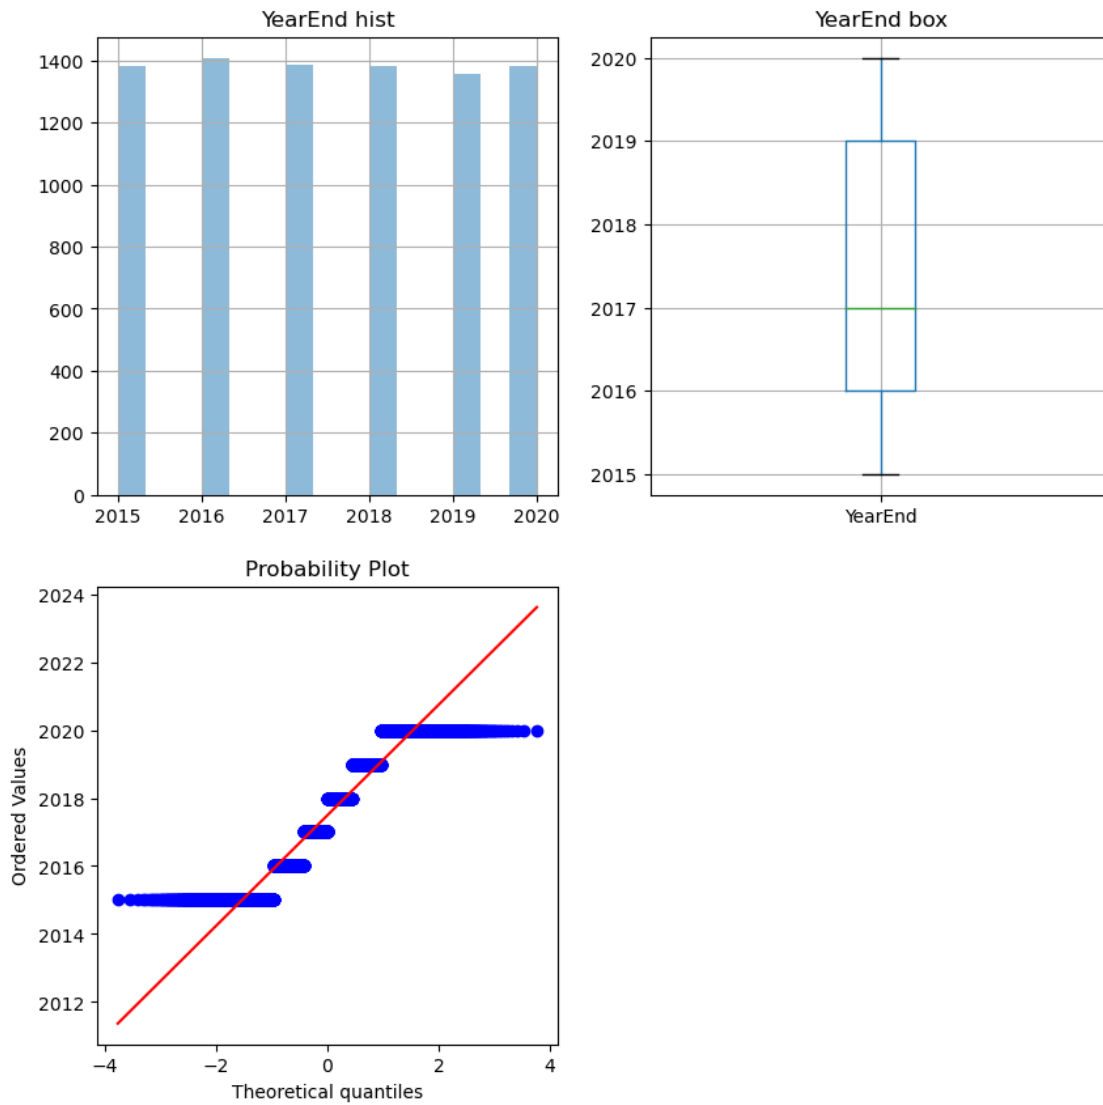 YearEnd hist
1400
1200
1000
800
600
400
200
0
2015 2016 2017 2018 2019 2020
YearEnd box
2020
2019
2018
2017
2016
2015
YearEnd
Probability Plot
Ordered Values
2024
2022
2020
2018
2016
2014
2012
−4 −2 0 2 4
Theoretical quantiles